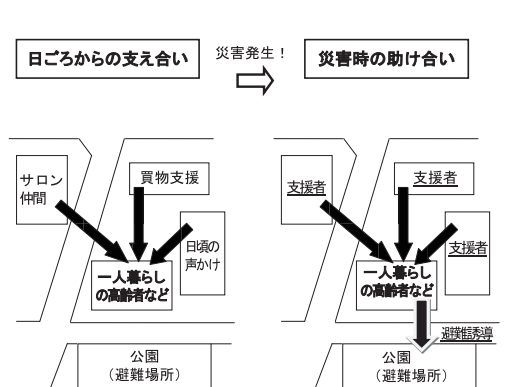 日ごろからの支え合い
災害発生！
災害時の助け合い
サロン
仲間
買物支援
日頃の
声かけ
一人暮らし
の高齢者など
公園
（避難場所）
支援者
支援者
支援者
一人暮らし
の高齢者など
避難誘導
公園
（避難場所）